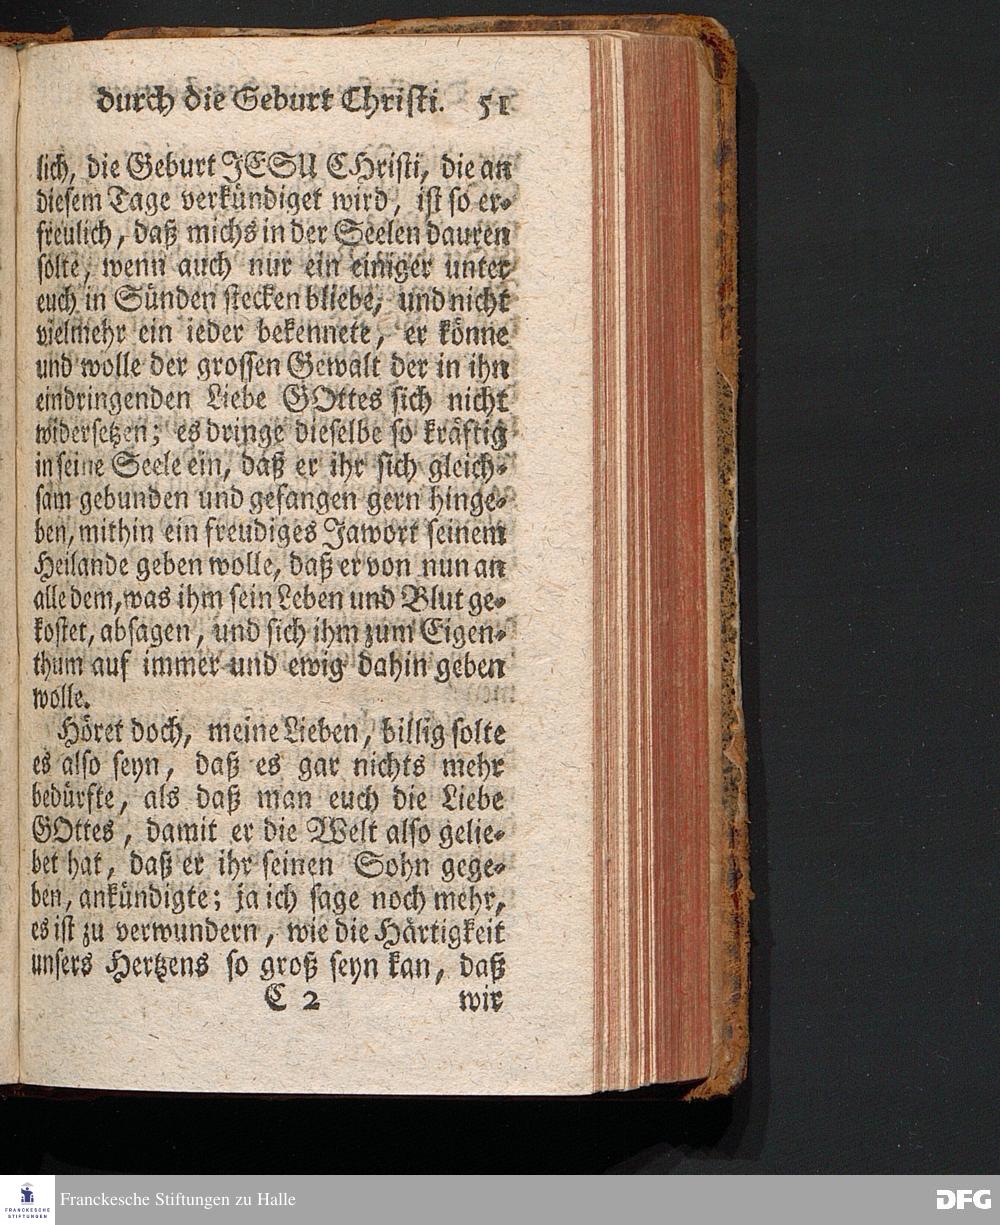 durch die Geburt Christi. 51
lich, die Geburt JESU CHristi, die an
diesem Tage verkündiget wird, ist so er-
freulich, daß michs in der Seelen dauren
solte, wenn auch nur ein einiger unter
euch in Sünden stecken bliebe, und nicht
vielmehr ein ieder bekennete, er könne
und wolle der grossen Gewalt der in ihn
eindringenden Liebe GOttes sich nicht
widersetzen; es dringe dieselbe so kräftig
in seine Seele ein, daß er ihr sich gleich-
sam gebunden und gefangen gern hinge-
ben, mithin ein freudiges Jawort seinem
Heilande geben wolle, daß er von nun an
alle dem, was ihm sein Leben und Blut ge-
kostet, absagen, und sich ihm zum Eigen-
thum auf immer und ewig dahin geben
wolle.
Höret doch, meine Lieben, billig solte
es also seyn, daß es gar nichts mehr
bedürfte, als daß man euch die Liebe
GOttes, damit er die Welt also gelie-
bet hat, daß er ihr seinen Sohn gege-
ben, ankündigte; ja ich sage noch mehr,
es ist zu verwundern, wie die Härtigkeit
unsers Hertzens so groß seyn kan, daß
C 2 wir
FRANCKESCHE
STIFTUNGEN
Franckesche Stiftungen zu Halle
DFG